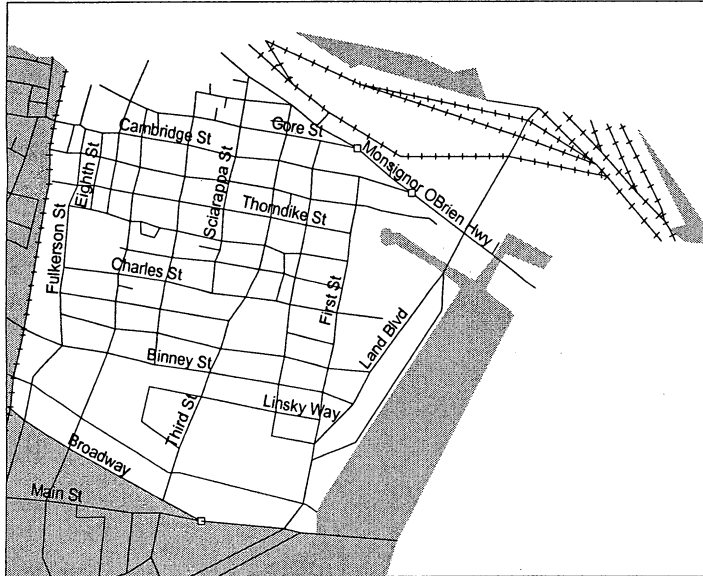 Gore St
Cambridge St
Monsignor OBrien Hwy
Eighth St
Sciarappa St
Thorndike St
Fulkerson St
Charles St
First St
Land Blvd
Binney St
Linsky Way
Third St
Broadway
Main St